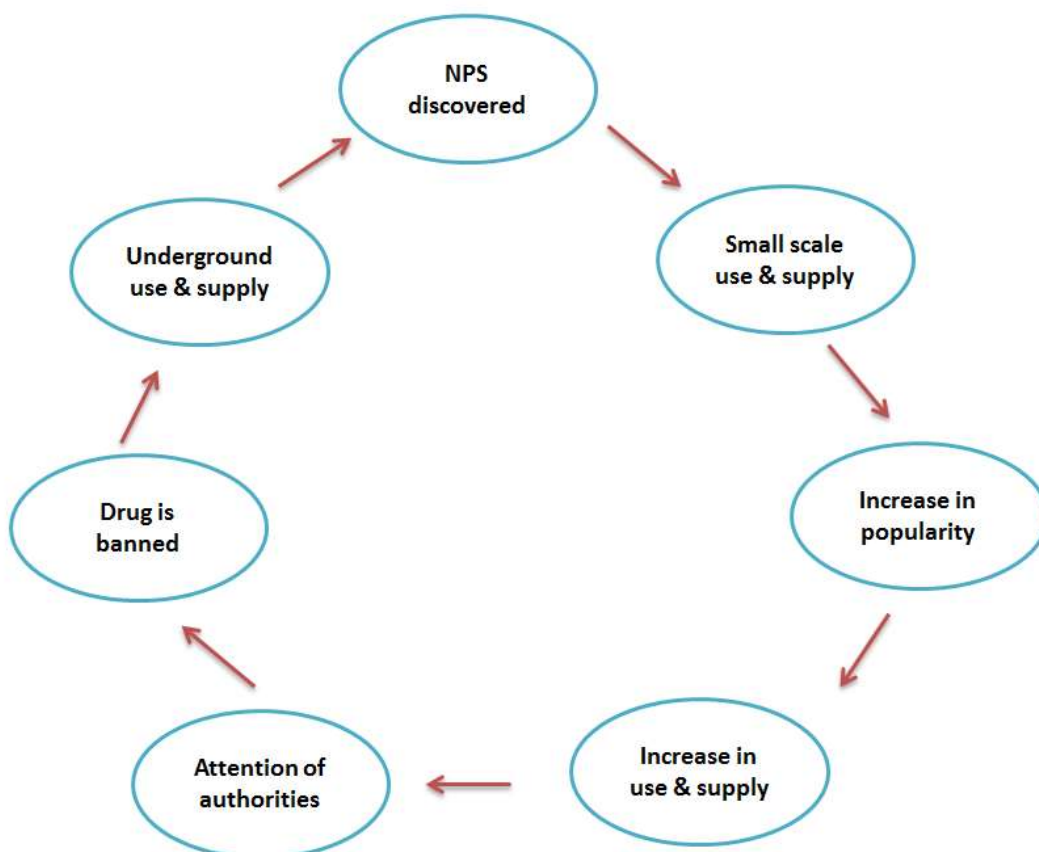 NPS
discovered
Small scale
use & supply
Increase in
popularity
Increase in
use & supply
Attention of
authorities
Drug is
banned
Underground
use & supply